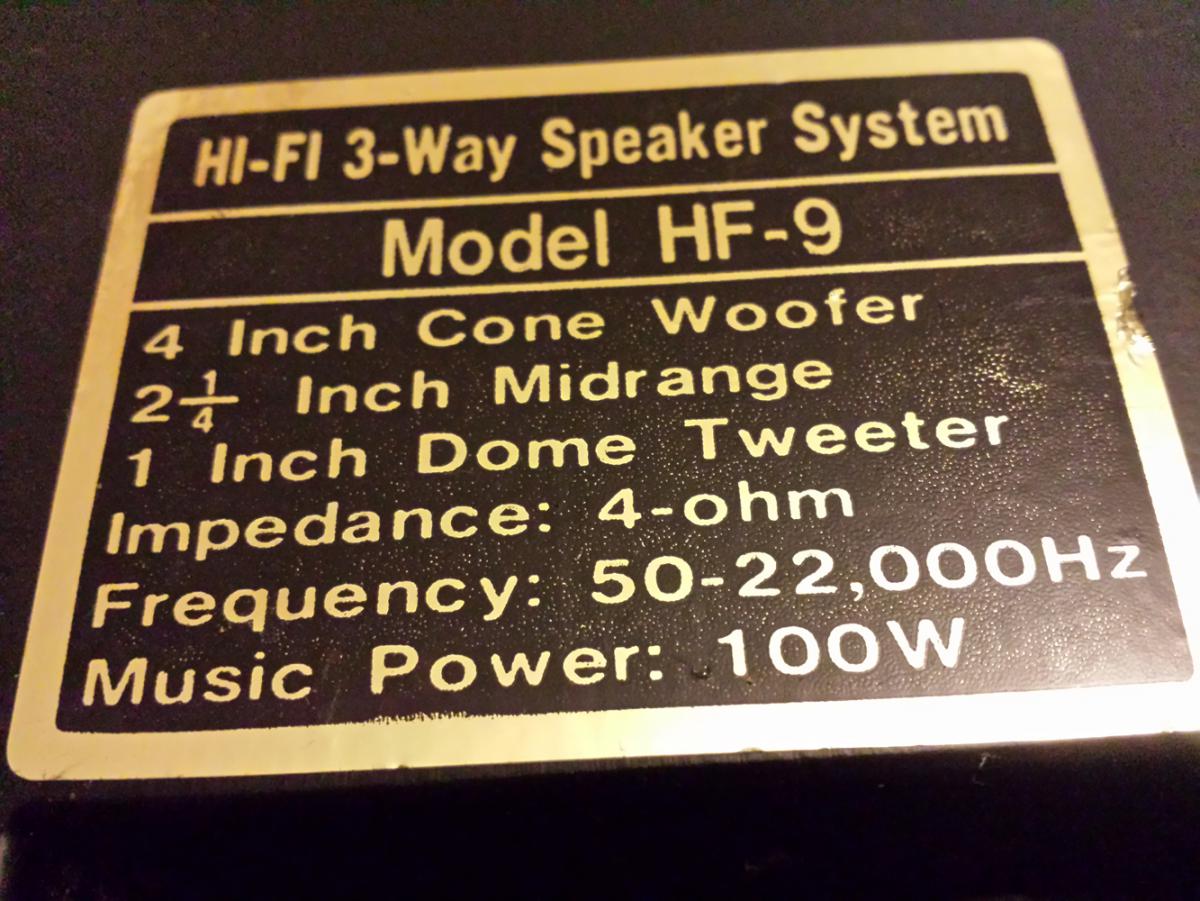 HI-FI 3-Way Speaker System
Model HF-9
4 Inch Cone Woofer
2 1/4 Inch Midrange
1 Inch Dome Tweeter
Impedance: 4-ohm
Frequency: 50-22,000Hz
Music Power: 100W